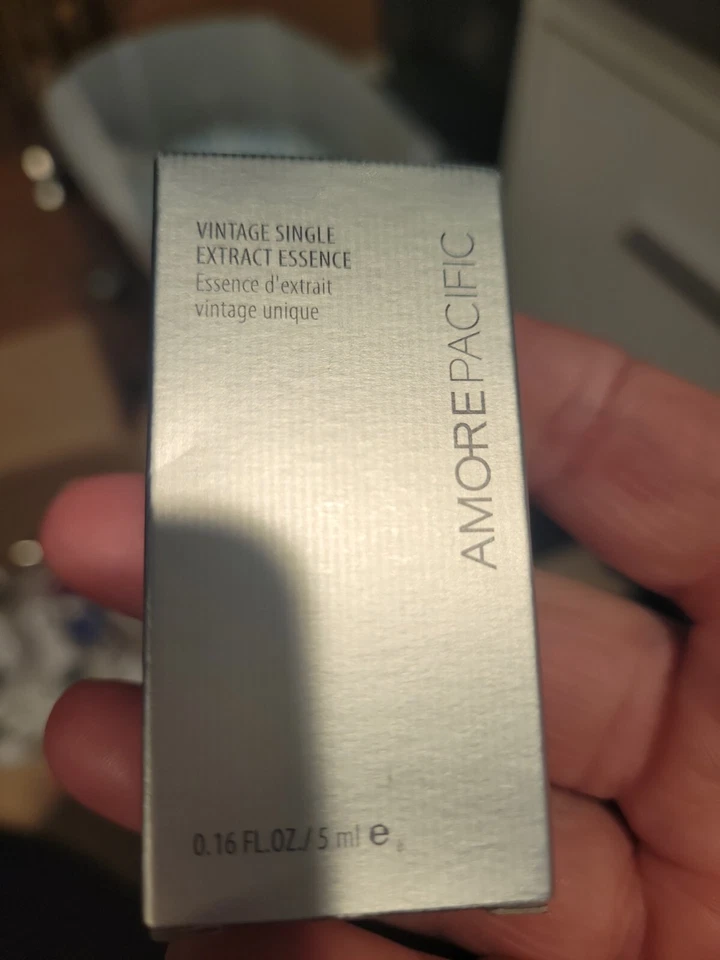 VINTAGE SINGLE
EXTRACT ESSENCE
Essence d'extrait
vintage unique
AMOREPACIFIC
0.16 FL.OZ./ 5 ml e